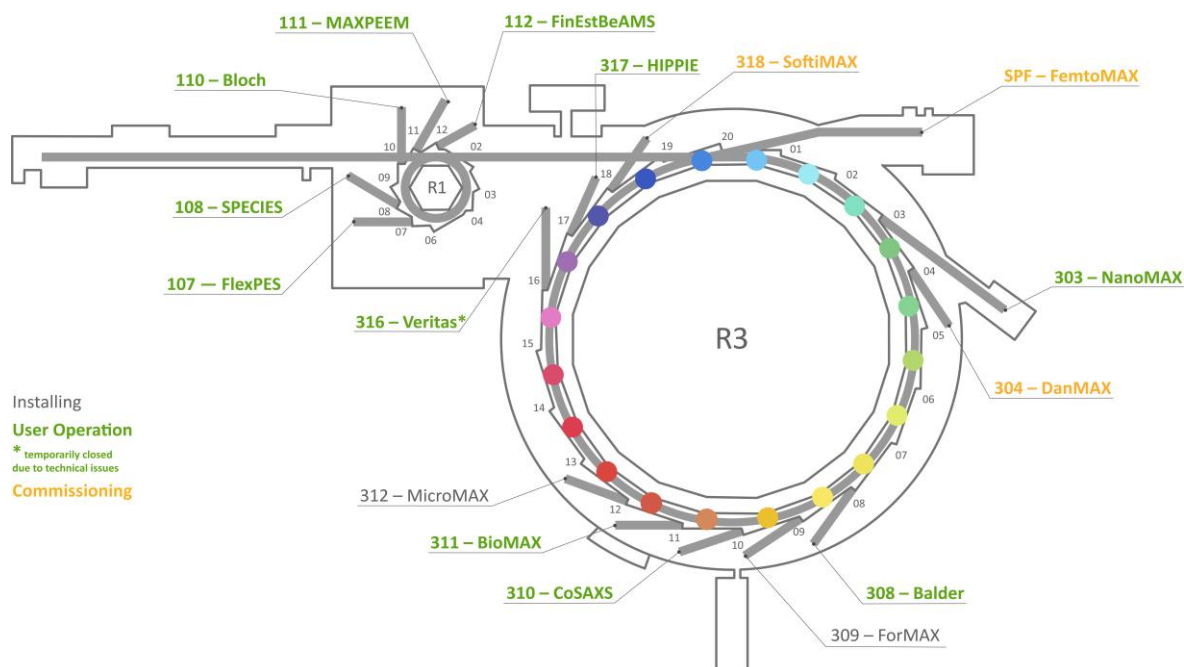 111 – MAXPEEM
112 – FinEstBeAMS
317 – HIPPIE
318 – SoftiMAX
SPF – FemtoMAX
110 – Bloch
11
12
10
02
20
19
01
09
R1
03
18
02
108 – SPECIES
08
04
03
07
06
17
107 — FlexPES
04
303 – NanoMAX
16
316 – Veritas*
05
R3
15
304 – DanMAX
06
Installing
14
User Operation
* temporarily closed
due to technical issues
07
13
Commissioning
312 – MicroMAX
08
12
09
311 – BioMAX
11
10
310 – CoSAXS
308 – Balder
309 – ForMAX